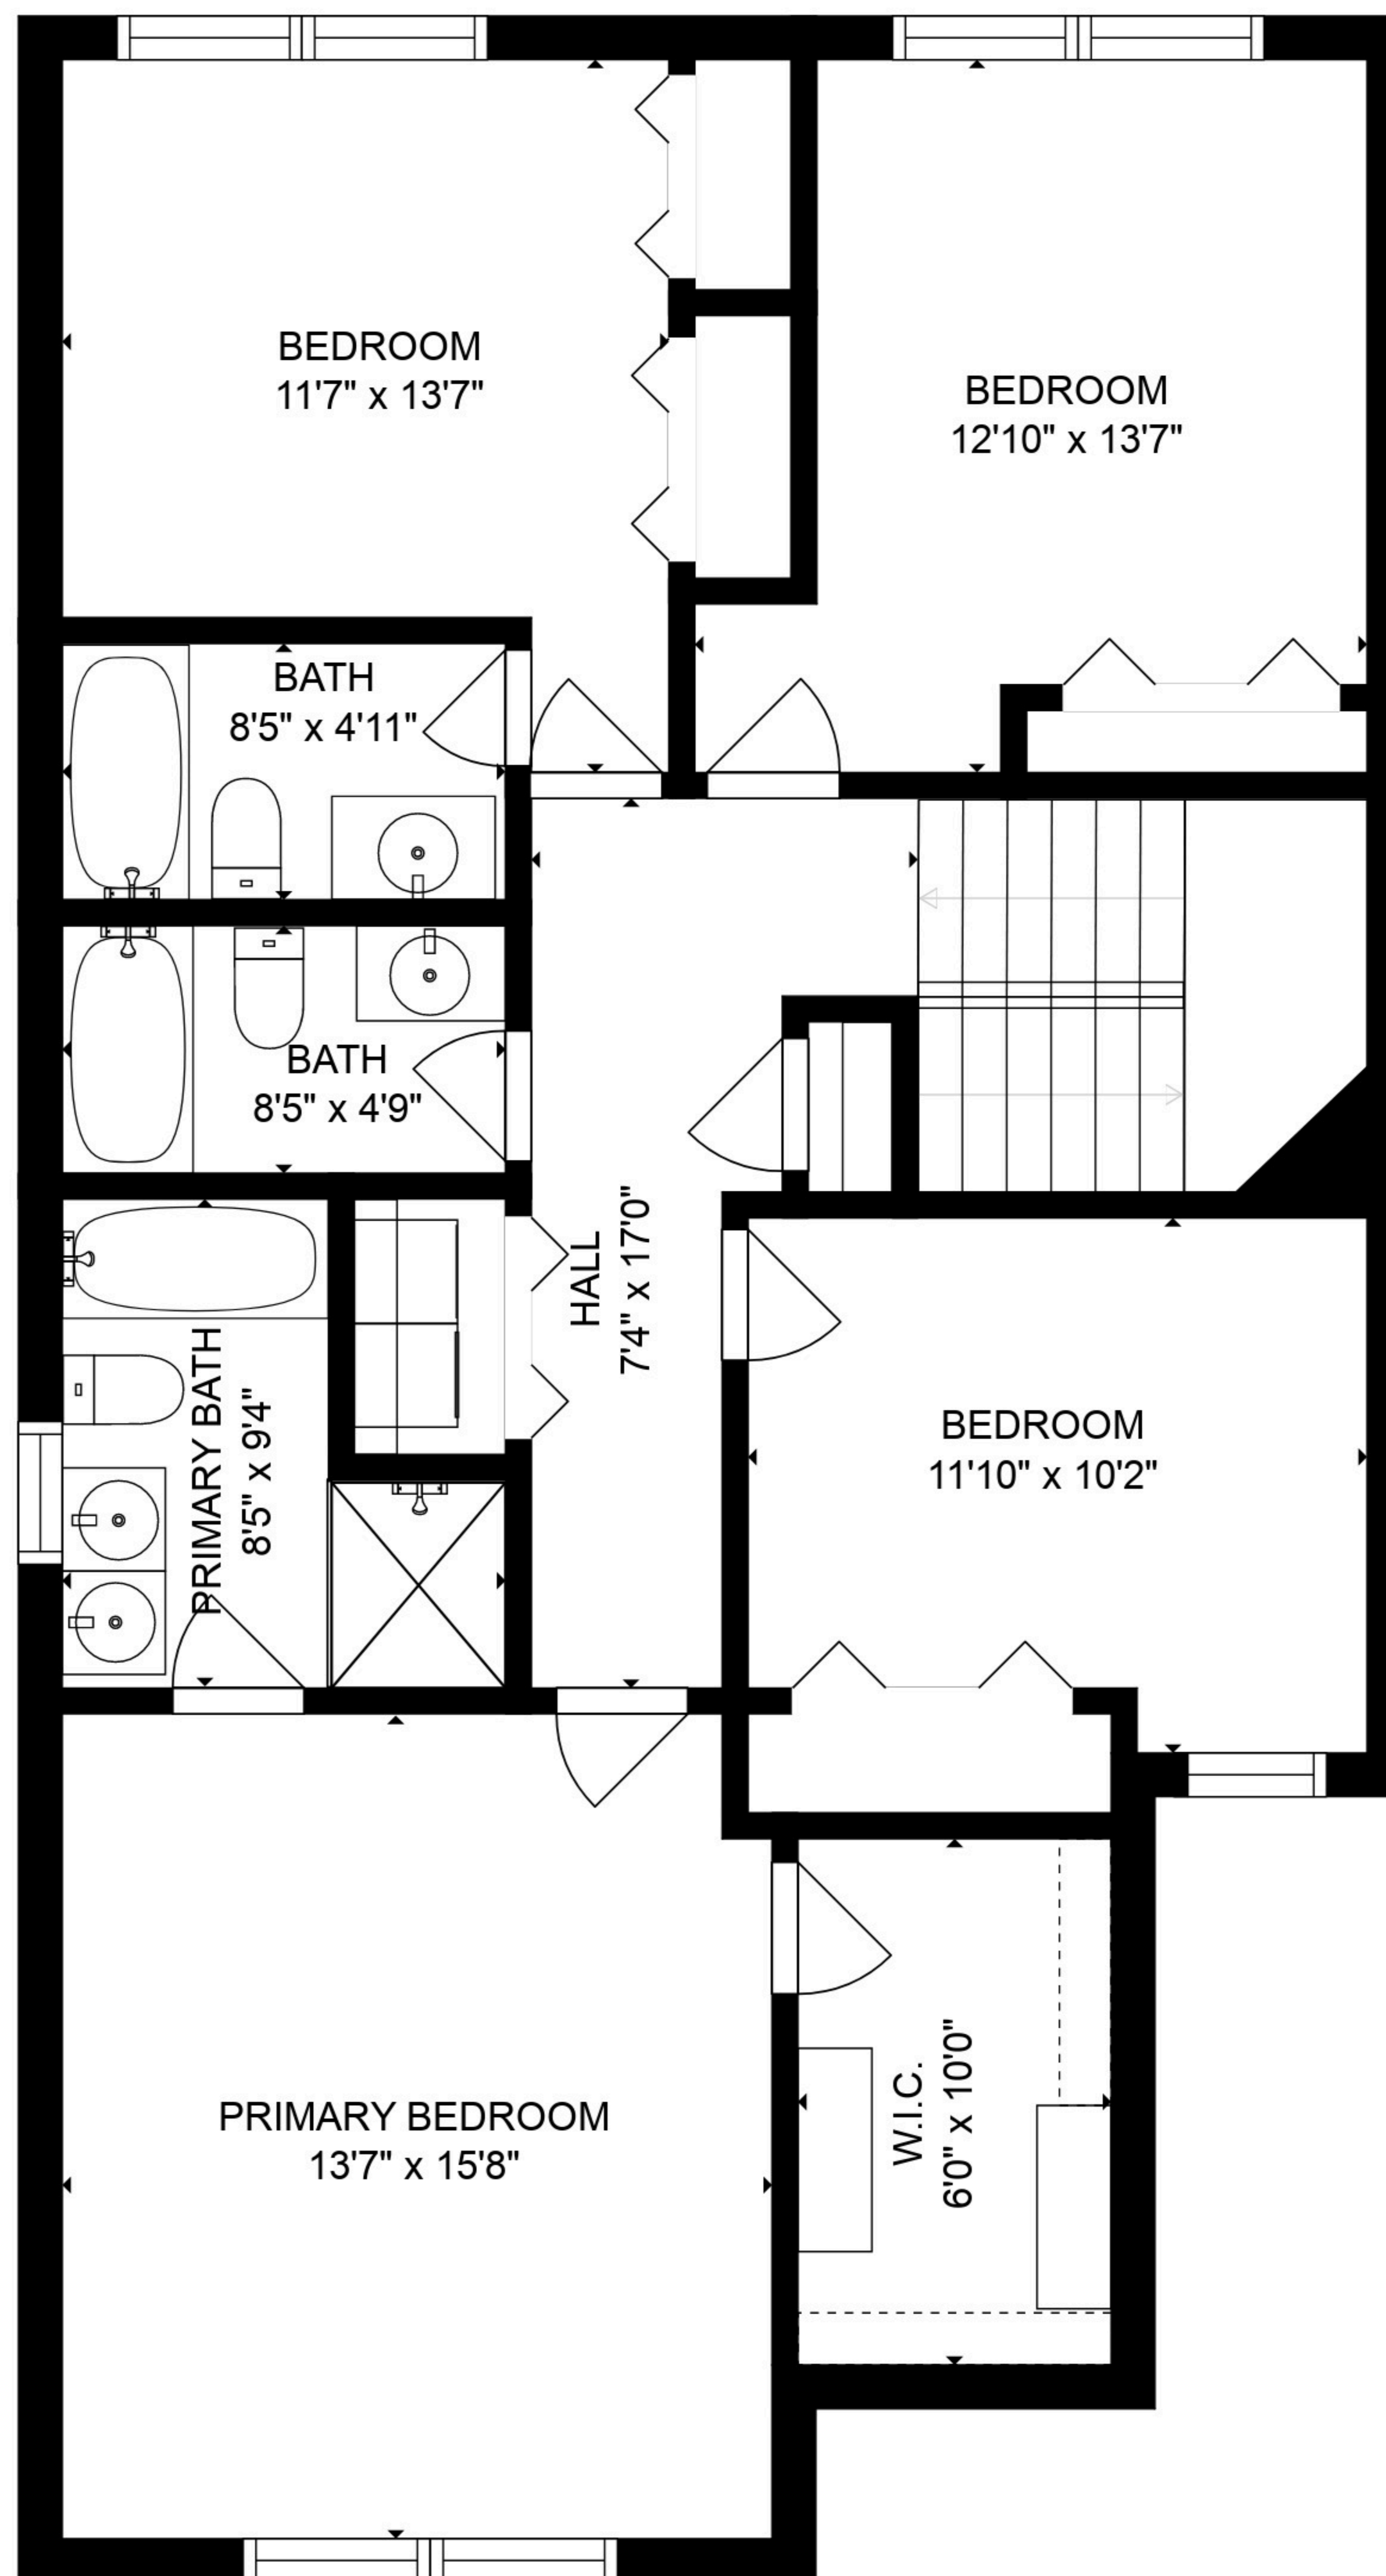 BEDROOM
11'7" x 13'7"
BEDROOM
12'10" x 13'7"
BATH
8'5" x 4'11"
BATH
8'5" x 4'9"
HALL
7'4" x 17'0"
PRIMARY BATH
8'5" x 9'4"
BEDROOM
11'10" x 10'2"
PRIMARY BEDROOM
13'7" x 15'8"
W.I.C.
6'0" x 10'0"